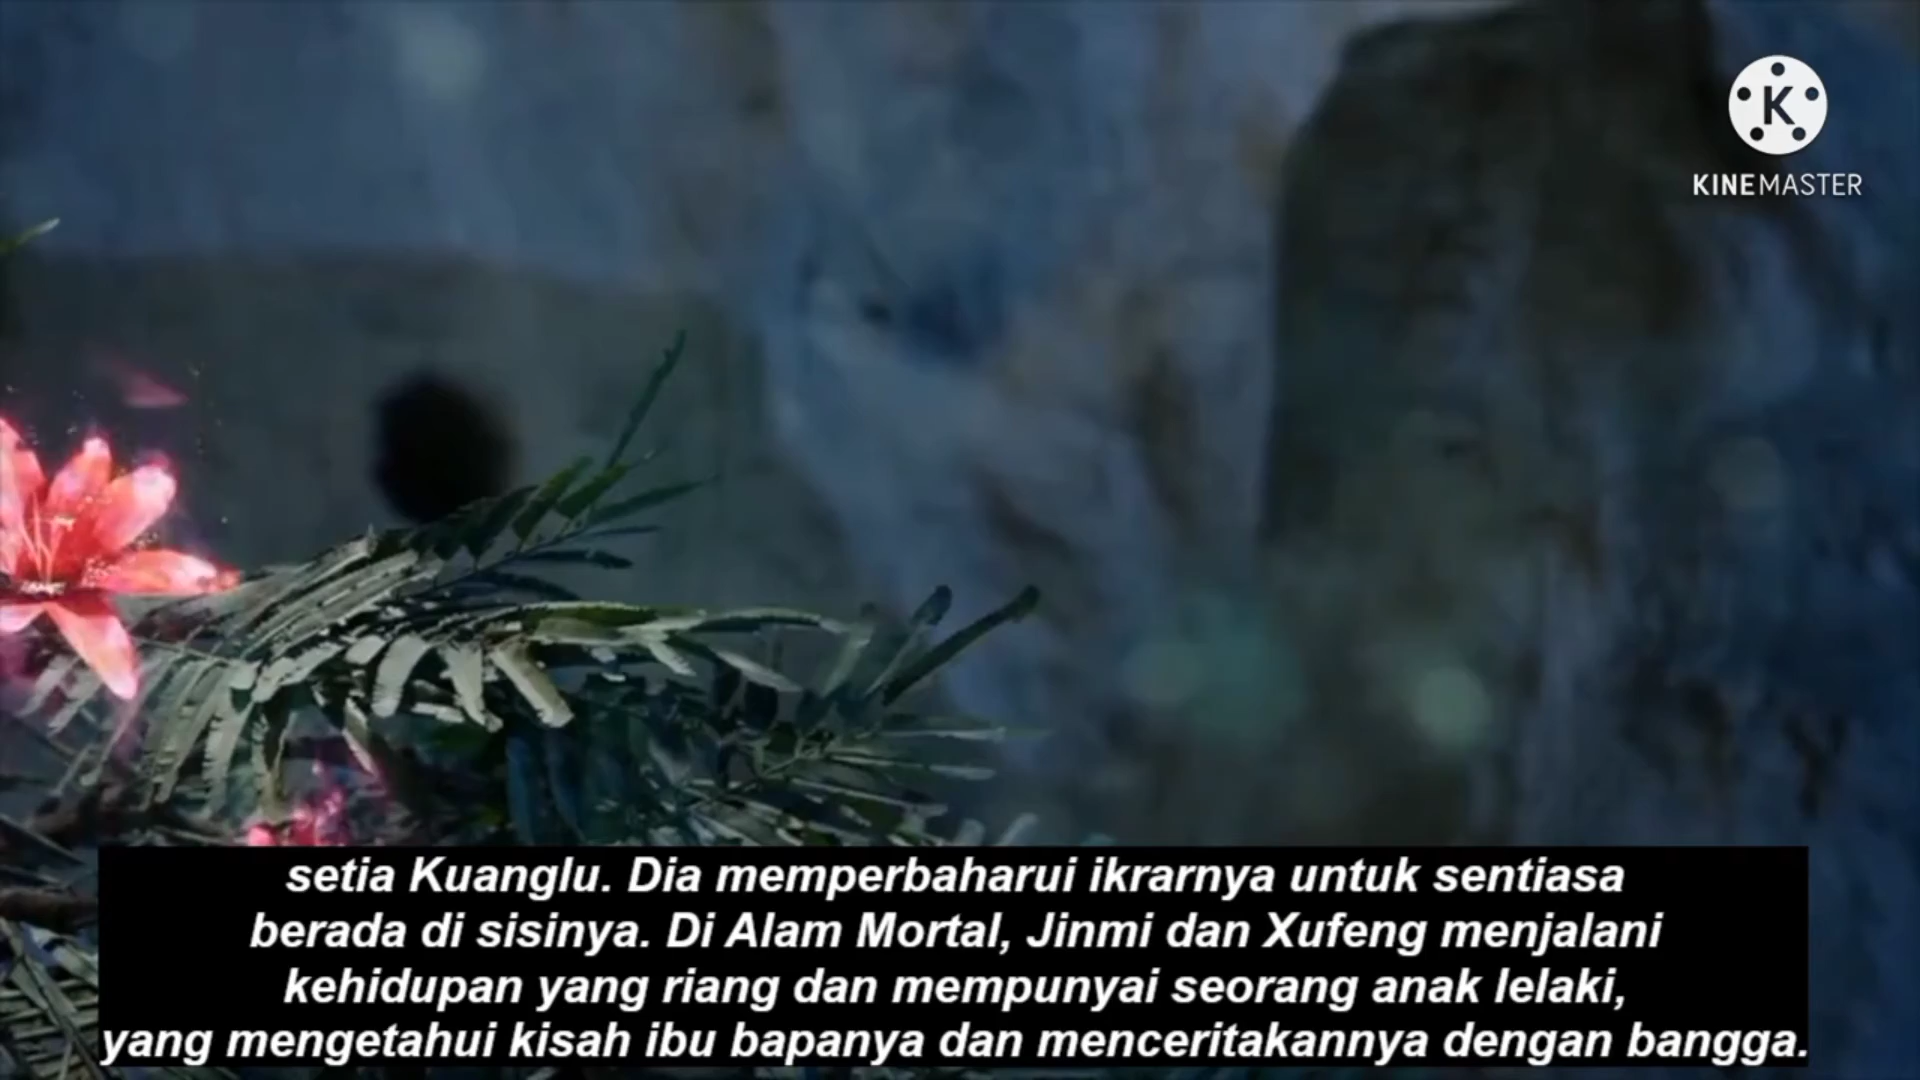 K
KINEMASTER
setia Kuanglu. Dia memperbaharui ikrarnya untuk sentiasa
berada di sisinya. Di Alam Mortal, Jinmi dan Xufeng menjalani
kehidupan yang riang dan mempunyai seorang anak lelaki,
yang mengetahui kisah ibu bapanya dan menceritakannya dengan bangga.